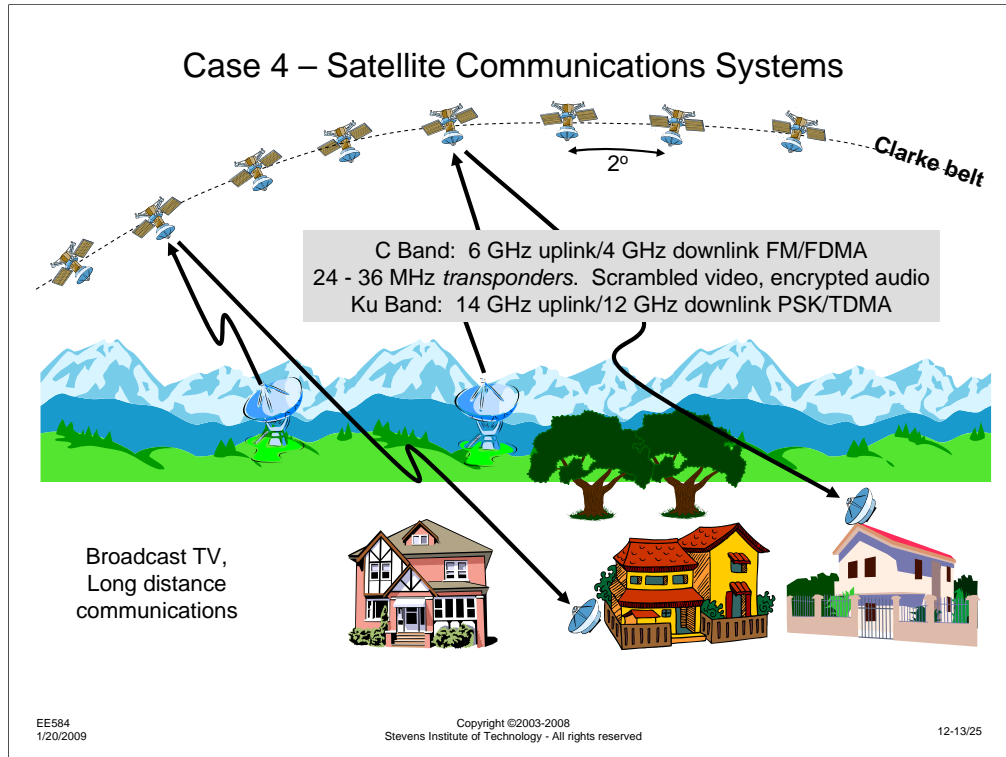 Case 4 – Satellite Communications Systems
Clarke belt
2º
C Band: 6 GHz uplink/4 GHz downlink FM/FDMA
24 - 36 MHz transponders. Scrambled video, encrypted audio
Ku Band: 14 GHz uplink/12 GHz downlink PSK/TDMA
Broadcast TV,
Long distance
communications
EE584
1/20/2009
Copyright ©2003-2008
Stevens Institute of Technology - All rights reserved
12-13/25